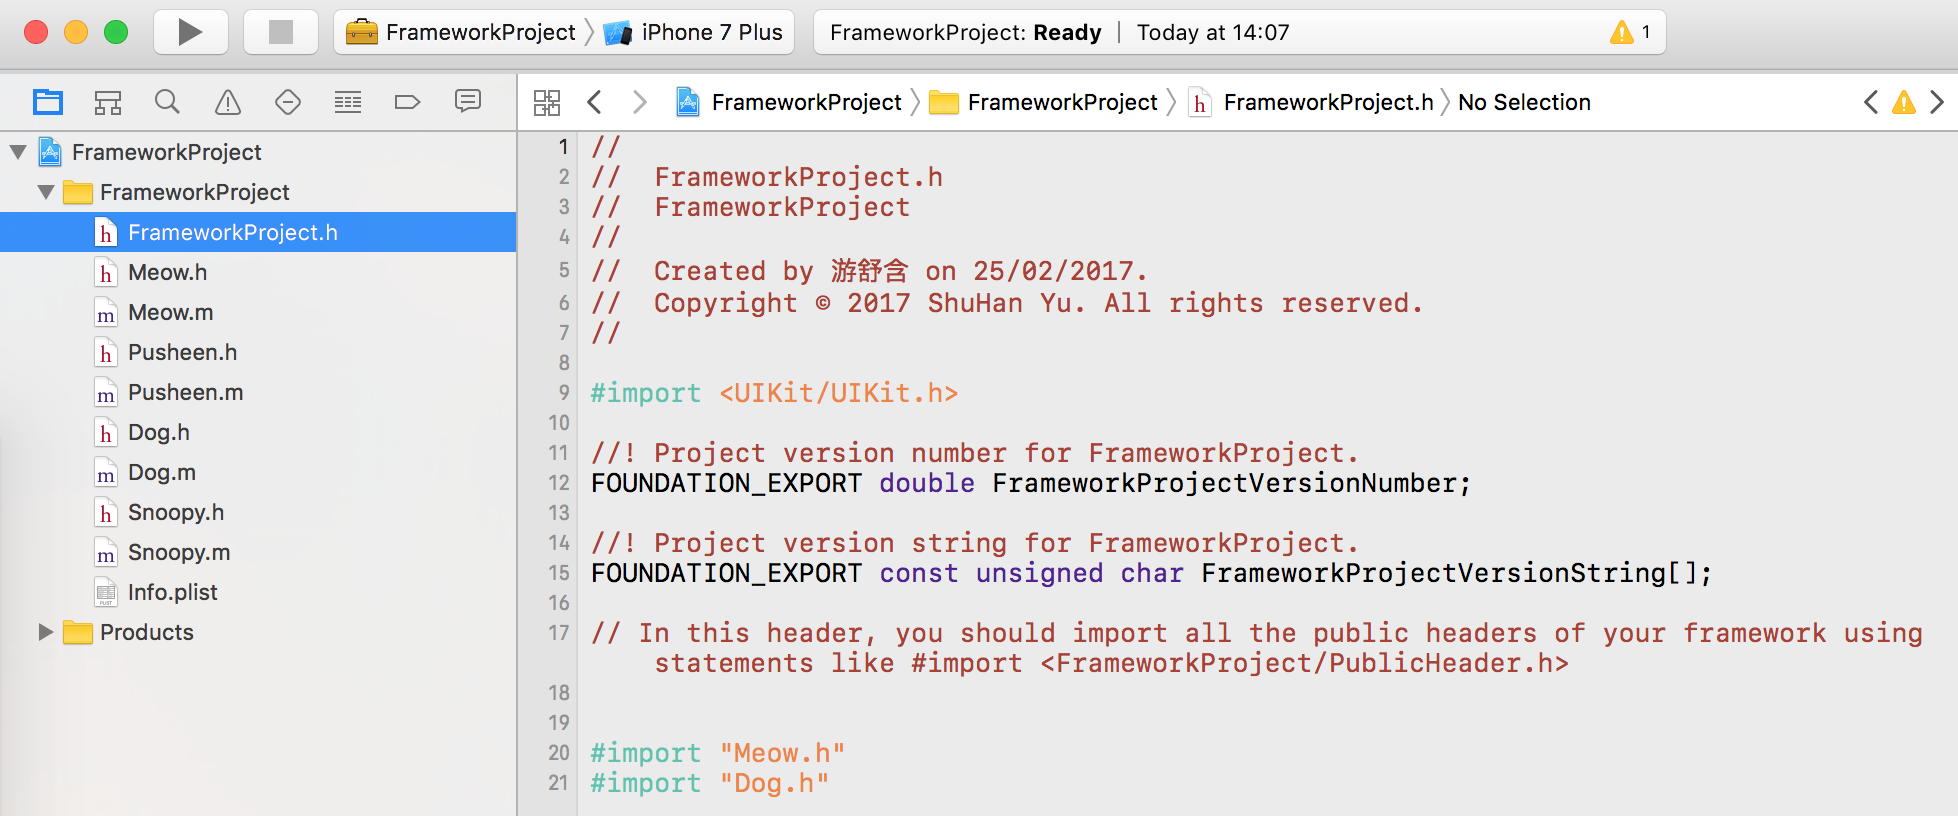 FrameworkProject 〉 iPhone 7 Plus
FrameworkProject: Ready | Today at 14:07
1
FrameworkProject 〉 FrameworkProject 〉 h FrameworkProject.h 〉 No Selection
FrameworkProject
FrameworkProject
h FrameworkProject.h
h Meow.h
m Meow.m
h Pusheen.h
m Pusheen.m
h Dog.h
m Dog.m
h Snoopy.h
m Snoopy.m
Info.plist
Products
1 //
2 //  FrameworkProject.h
3 //  FrameworkProject
4 //
5 //  Created by 游舒含 on 25/02/2017.
6 //  Copyright © 2017 ShuHan Yu. All rights reserved.
7 //
8
9 #import <UIKit/UIKit.h>
10
11 //! Project version number for FrameworkProject.
12 FOUNDATION_EXPORT double FrameworkProjectVersionNumber;
13
14 //! Project version string for FrameworkProject.
15 FOUNDATION_EXPORT const unsigned char FrameworkProjectVersionString[];
16
17 // In this header, you should import all the public headers of your framework using
statements like #import <FrameworkProject/PublicHeader.h>
18
19
20 #import "Meow.h"
21 #import "Dog.h"